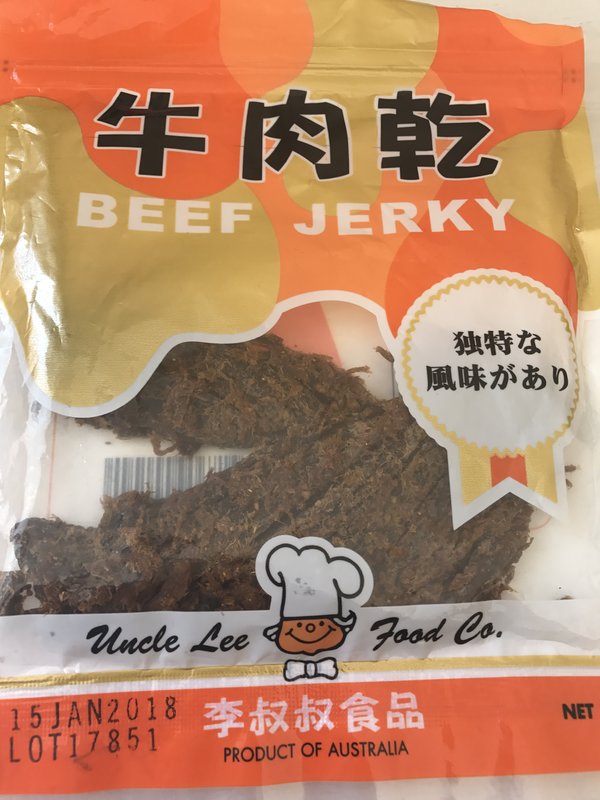 牛肉乾
BEEF JERKY
独特な
風味があり
Uncle Lee Food Co.
15JAN2018
LOT17851
李叔叔食品
PRODUCT OF AUSTRALIA
NET